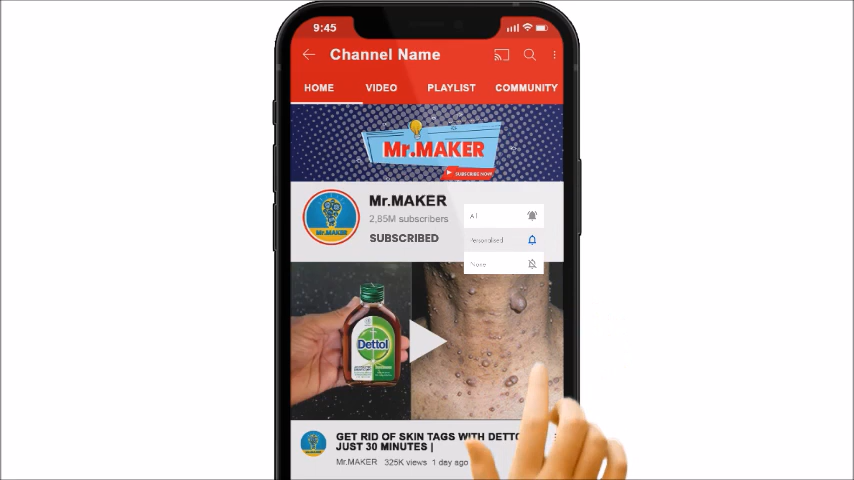 9:45
Channel Name
HOME VIDEO PLAYLIST COMMUNITY
Mr.MAKER
SUBSCRIBE NOW
Mr.MAKER
2,85M subscribers
SUBSCRIBED
All
Personalised
None
Mr.MAKER
Dettol
GET RID OF SKIN TAGS WITH DETTO
JUST 30 MINUTES |
Mr.MAKER 325K views 1 day ago